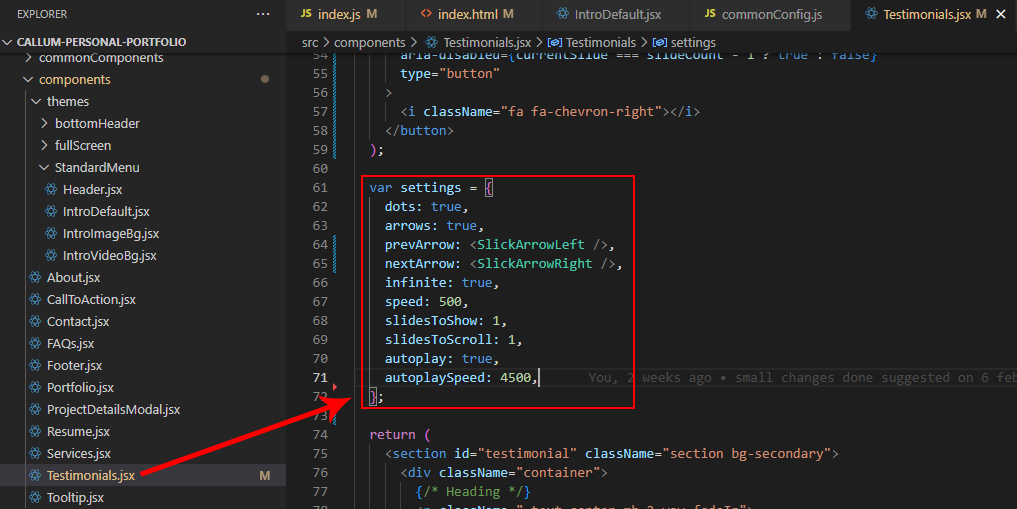 EXPLORER ...
CALLUM-PERSONAL-PORTFOLIO
commonComponents
components
themes
bottomHeader
fullScreen
StandardMenu
Header.jsx
IntroDefault.jsx
IntroImageBg.jsx
IntroVideoBg.jsx
About.jsx
CallToAction.jsx
Contact.jsx
FAQs.jsx
Footer.jsx
Portfolio.jsx
ProjectDetailsModal.jsx
Resume.jsx
Services.jsx
Testimonials.jsx M
Tooltip.jsx
JS index.js M <> index.html M IntroDefault.jsx JS commonConfig.js Testimonials.jsx M ×
src > components > Testimonials.jsx > Testimonials > settings
54 aria-disabled={currentSlide === slideCount - 1 ? true : false}
55 type="button"
56 >
57 <i className="fa fa-chevron-right"></i>
58 </button>
59 );
60
61 var settings = {
62 dots: true,
63 arrows: true,
64 prevArrow: <SlickArrowLeft />,
65 nextArrow: <SlickArrowRight />,
66 infinite: true,
67 speed: 500,
68 slidesToShow: 1,
69 slidesToScroll: 1,
70 autoplay: true,
71 autoplaySpeed: 4500, You, 2 weeks ago • small changes done suggested on 6 feb
72 };
73
74 return (
75 <section id="testimonial" className="section bg-secondary">
76 <div className="container">
77 {/* Heading */}